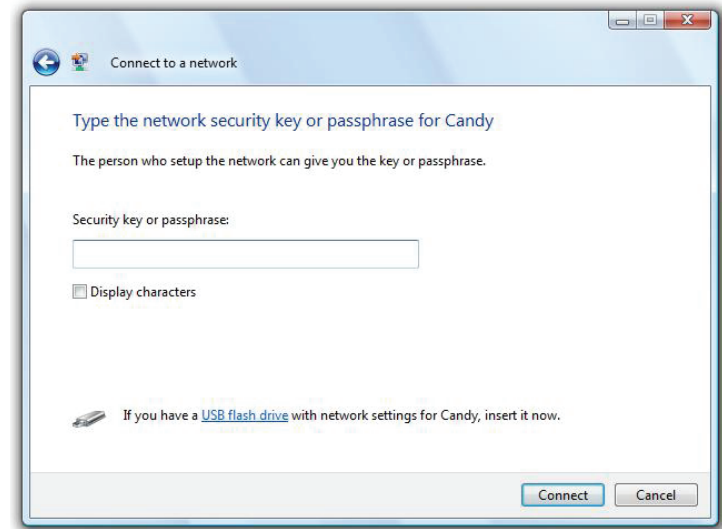 Connect to a network
Type the network security key or passphrase for Candy
The person who setup the network can give you the key or passphrase.
Security key or passphrase:
Display characters
If you have a USB flash drive with network settings for Candy, insert it now.
Connect Cancel